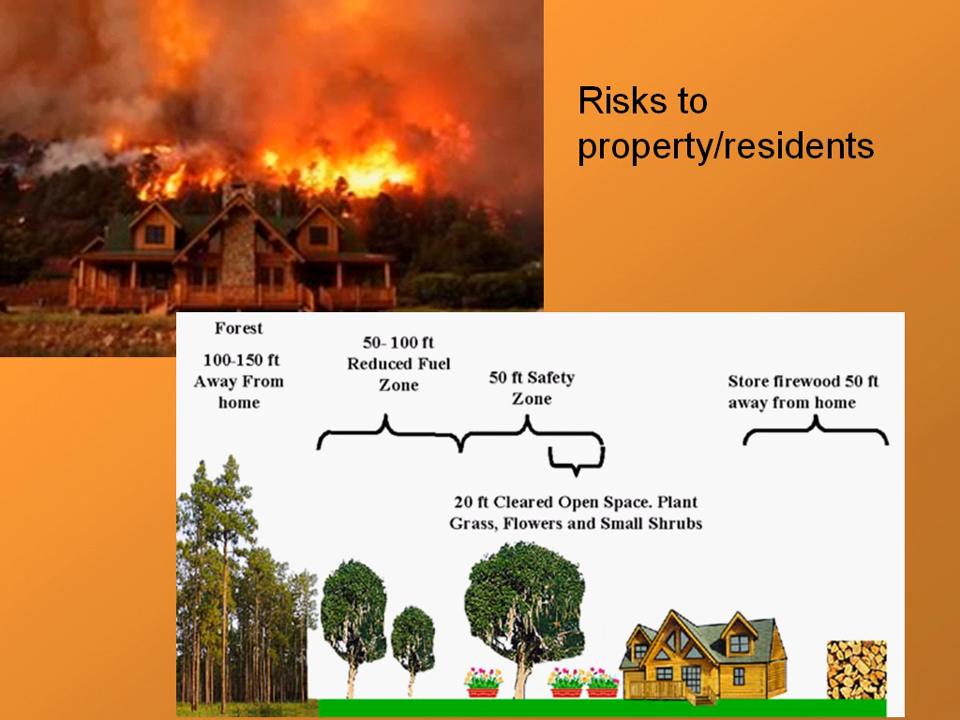 Risks to
property/residents
Forest
100-150 ft
Away From
home
50- 100 ft
Reduced Fuel
Zone
50 ft Safety
Zone
Store firewood 50 ft
away from home
20 ft Cleared Open Space. Plant
Grass, Flowers and Small Shrubs